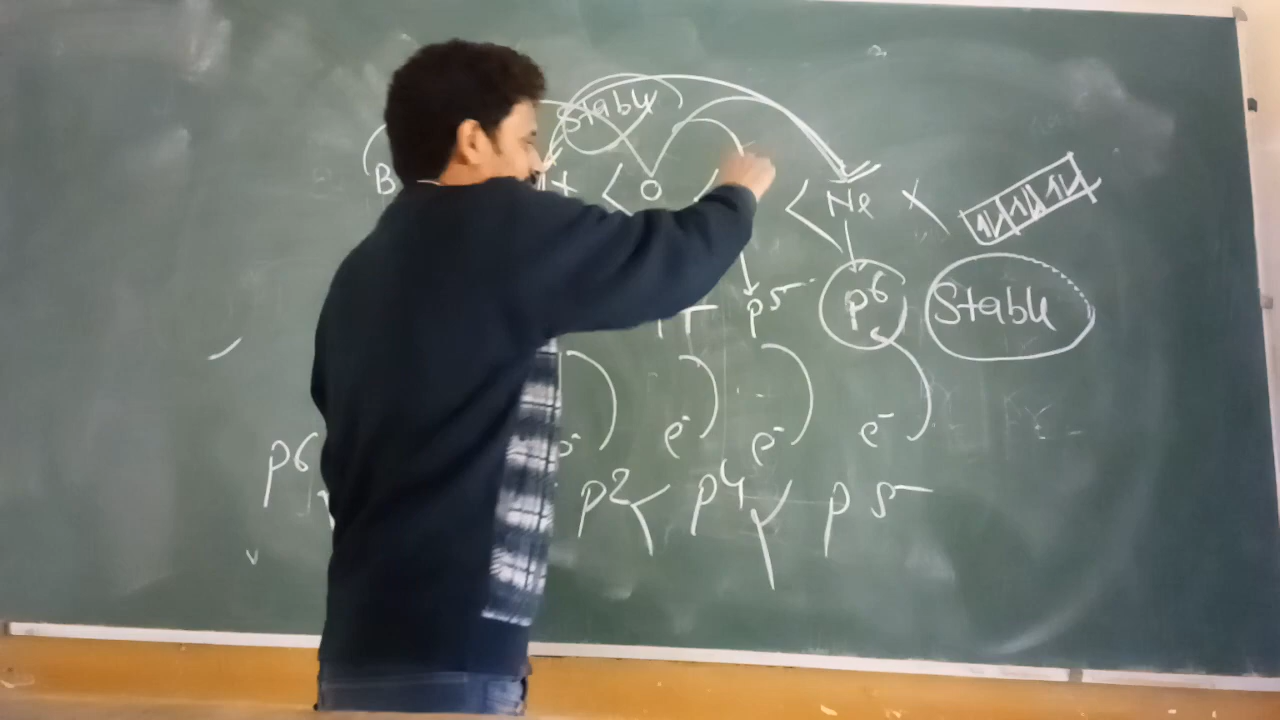 Stable
B < O < Ne
p5 p6 Stable
e- e- e- e-
p6 p2 < p4 < p5